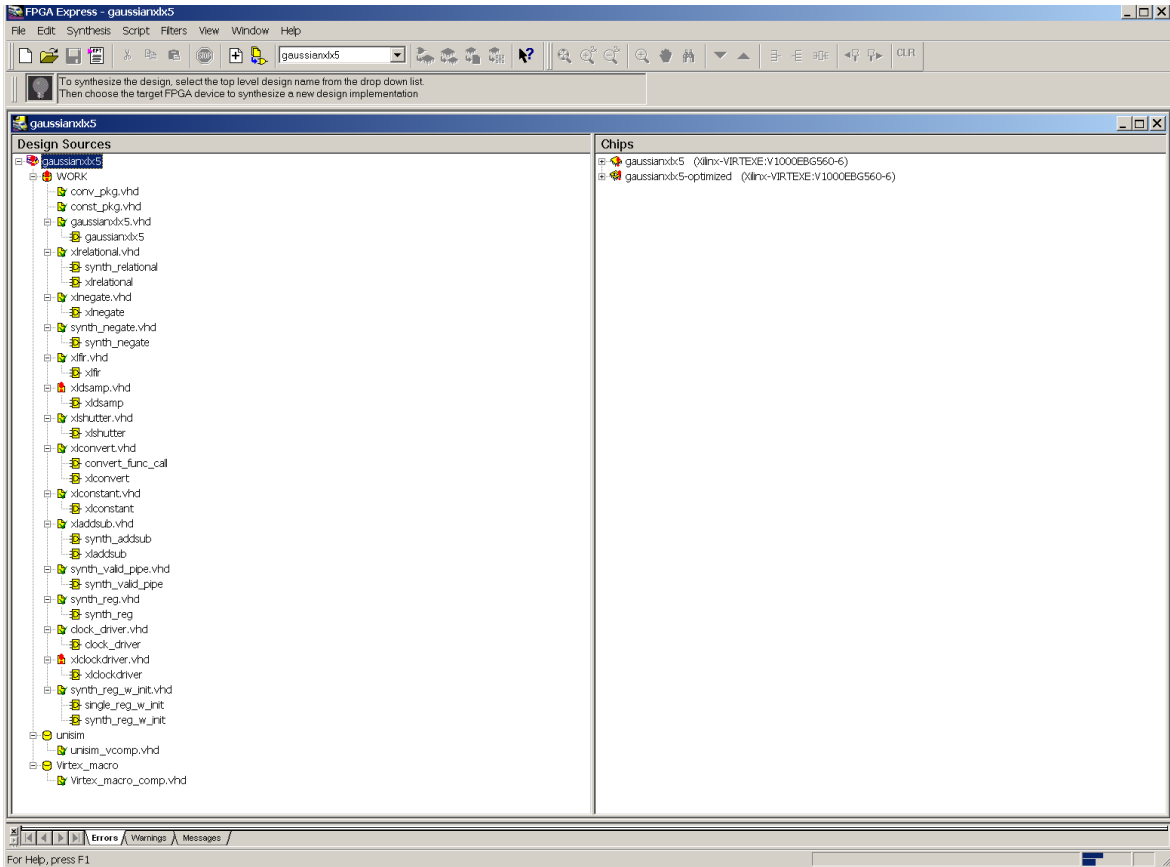 FPGA Express - gaussianxlx5
File Edit Synthesis Script Filters View Window Help
gaussianxlx5
CLR
To synthesize the design, select the top level design name from the drop down list.
Then choose the target FPGA device to synthesize a new design implementation
gaussianxlx5
Design Sources
gaussianxlx5
WORK
conv_pkg.vhd
const_pkg.vhd
gaussianxlx5.vhd
gaussianxlx5
xlrelational.vhd
synth_relational
xlrelational
xlnegate.vhd
xlnegate
synth_negate.vhd
synth_negate
xlfir.vhd
xlfir
xldsamp.vhd
xldsamp
xlshutter.vhd
xlshutter
xlconvert.vhd
convert_func_call
xlconvert
xlconstant.vhd
xlconstant
xladdsub.vhd
synth_addsub
xladdsub
synth_valid_pipe.vhd
synth_valid_pipe
synth_reg.vhd
synth_reg
clock_driver.vhd
clock_driver
xlclockdriver.vhd
xlclockdriver
synth_reg_w_init.vhd
single_reg_w_init
synth_reg_w_init
unisim
unisim_vcomp.vhd
Virtex_macro
Virtex_macro_comp.vhd
Chips
gaussianxlx5 (Xilinx-VIRTEXE:V1000EBG560-6)
gaussianxlx5-optimized (Xilinx-VIRTEXE:V1000EBG560-6)
Errors Warnings Messages
For Help, press F1